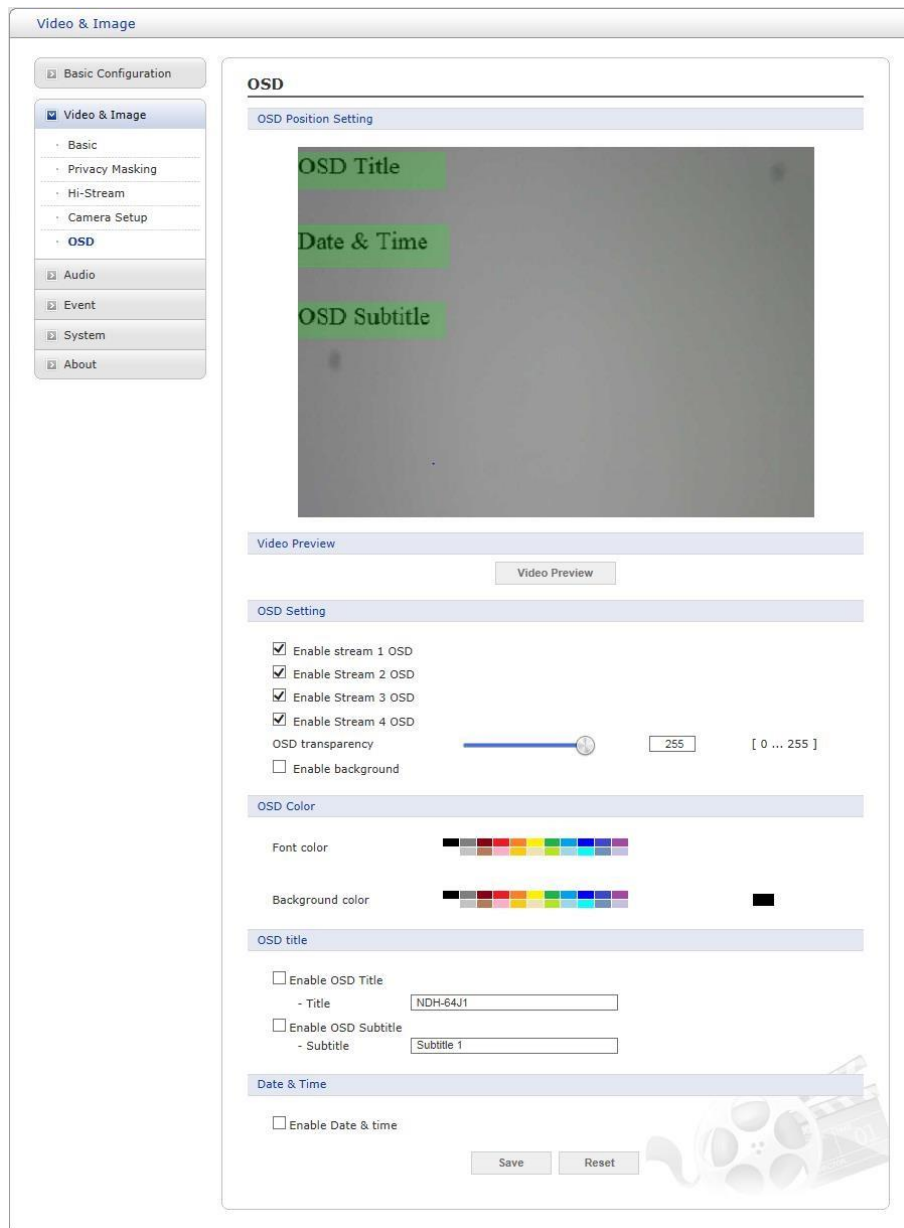 Video & Image
Basic Configuration
Video & Image
· Basic
· Privacy Masking
· Hi-Stream
· Camera Setup
· OSD
Audio
Event
System
About
OSD
OSD Position Setting
OSD Title
Date & Time
OSD Subtitle
Video Preview
Video Preview
OSD Setting
Enable stream 1 OSD
Enable Stream 2 OSD
Enable Stream 3 OSD
Enable Stream 4 OSD
OSD transparency 255 [ 0 ... 255 ]
Enable background
OSD Color
Font color
Background color
OSD title
Enable OSD Title
- Title NDH-64J1
Enable OSD Subtitle
- Subtitle Subtitle 1
Date & Time
Enable Date & time
Save Reset
01